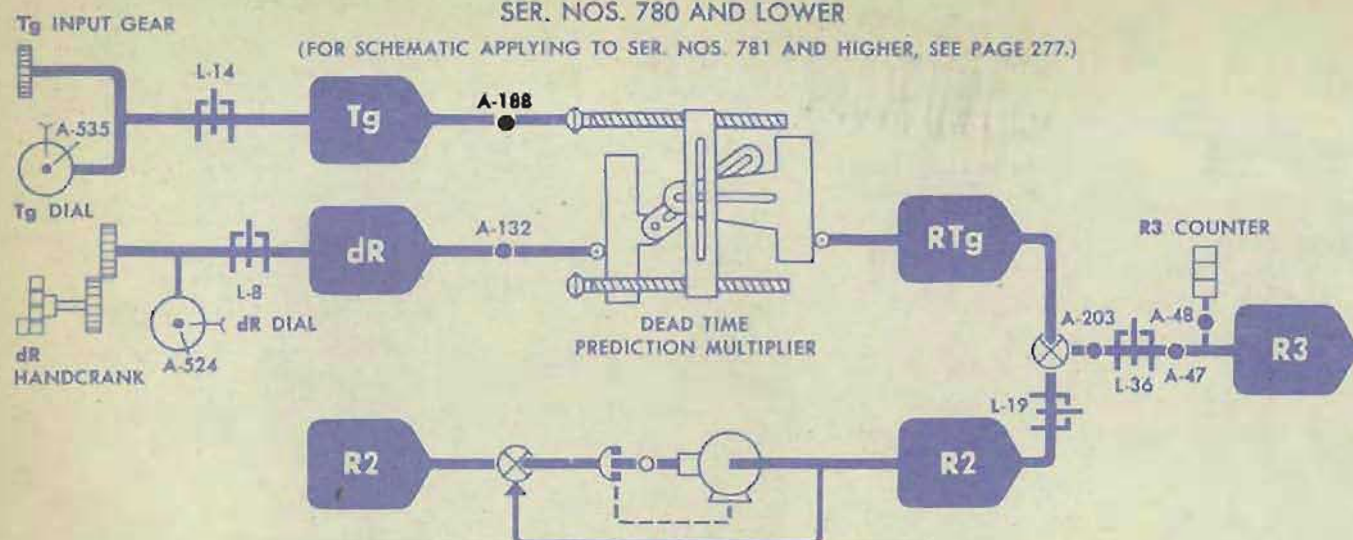 SER. NOS. 780 AND LOWER
(FOR SCHEMATIC APPLYING TO SER. NOS. 781 AND HIGHER, SEE PAGE 277.)
Tg INPUT GEAR
L-14
Tg
A-188
A-535
Tg DIAL
dR
A-132
L-8
dR DIAL
dR
HANDCRANK
A-524
DEAD TIME
PREDICTION MULTIPLIER
RTg
R3 COUNTER
A-203
A-48
L-36
A-47
R3
L-19
R2
R2